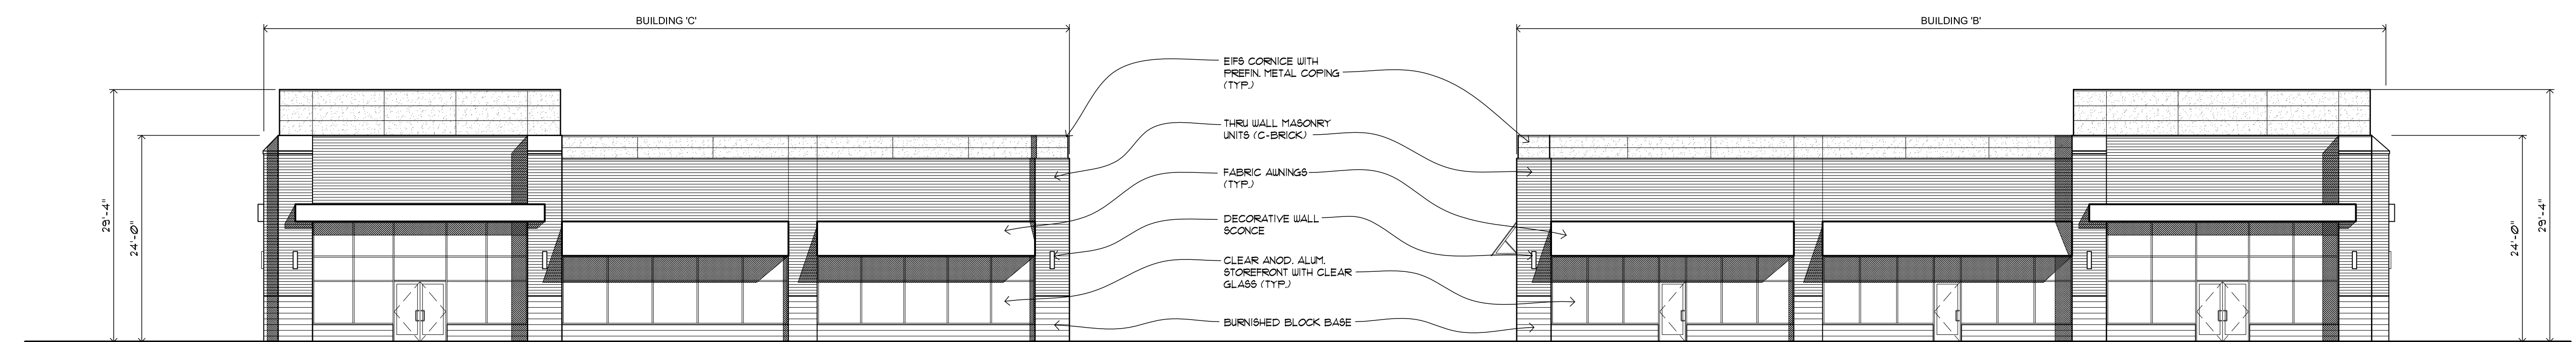 BUILDING 'C'
BUILDING 'B'
EIFS CORNICE WITH
PREFIN. METAL COPING
(TYP.)
THRU WALL MASONRY
UNITS (C-BRICK)
FABRIC AWNINGS
(TYP.)
DECORATIVE WALL
SCONCE
CLEAR ANOD. ALUM.
STOREFRONT WITH CLEAR
GLASS (TYP.)
BURNISHED BLOCK BASE
29'-4"
24'-0"
24'-0"
29'-4"